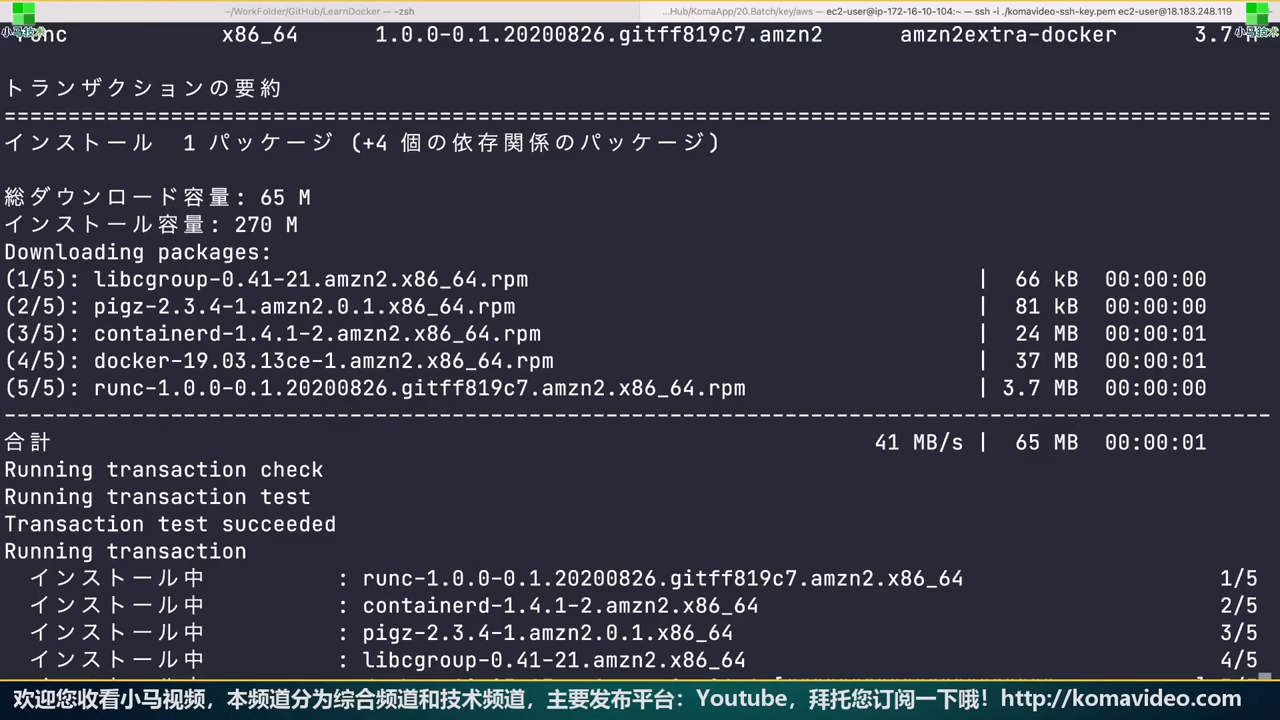 ~/WorkFolder/GitHub/LearnDocker — -zsh
...Hub/KomaApp/20.Batch/key/aws — ec2-user@ip-172-16-10-104:~ — ssh -i ./komavideo-ssh-key.pem ec2-user@18.183.248.119
小马技术 小马技术
runc x86_64 1.0.0-0.1.20200826.gitff819c7.amzn2 amzn2extra-docker 3.7 M
トランザクションの要約
================================================================================
インストール 1 パッケージ (+4 個の依存関係のパッケージ)
総ダウンロード容量: 65 M
インストール容量: 270 M
Downloading packages:
(1/5): libcgroup-0.41-21.amzn2.x86_64.rpm | 66 kB 00:00:00
(2/5): pigz-2.3.4-1.amzn2.0.1.x86_64.rpm | 81 kB 00:00:00
(3/5): containerd-1.4.1-2.amzn2.x86_64.rpm | 24 MB 00:00:01
(4/5): docker-19.03.13ce-1.amzn2.x86_64.rpm | 37 MB 00:00:01
(5/5): runc-1.0.0-0.1.20200826.gitff819c7.amzn2.x86_64.rpm | 3.7 MB 00:00:00
--------------------------------------------------------------------------------
合計 41 MB/s | 65 MB 00:00:01
Running transaction check
Running transaction test
Transaction test succeeded
Running transaction
インストール中 : runc-1.0.0-0.1.20200826.gitff819c7.amzn2.x86_64 1/5
インストール中 : containerd-1.4.1-2.amzn2.x86_64 2/5
インストール中 : pigz-2.3.4-1.amzn2.0.1.x86_64 3/5
インストール中 : libcgroup-0.41-21.amzn2.x86_64 4/5
欢迎您收看小马视频，本频道分为综合频道和技术频道，主要发布平台：Youtube，拜托您订阅一下哦！http://komavideo.com